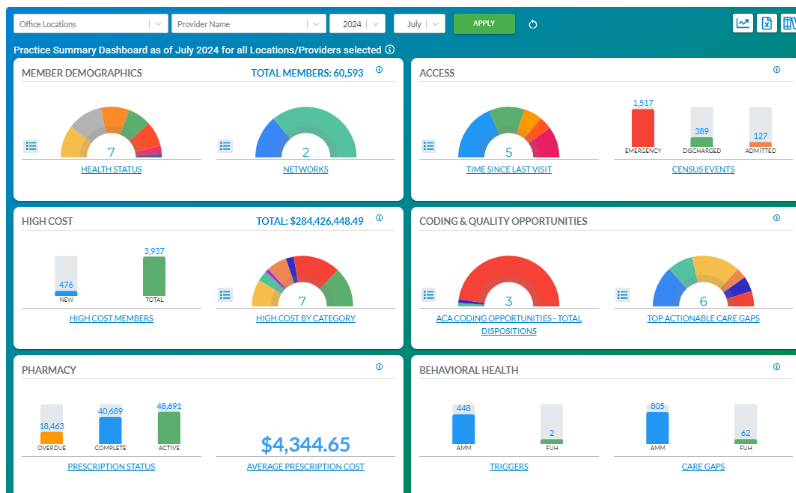 Office Locations
Provider Name
2024
July
APPLY
Practice Summary Dashboard as of July 2024 for all Locations/Providers selected
MEMBER DEMOGRAPHICS
TOTAL MEMBERS: 60,593
7
HEALTH STATUS
2
NETWORKS
ACCESS
5
TIME SINCE LAST VISIT
1,517
389
127
EMERGENCY
DISCHARGED
ADMITTED
CENSUS EVENTS
HIGH COST
TOTAL: $284,426,448.49
476
3,937
NEW
TOTAL
HIGH COST MEMBERS
7
HIGH COST BY CATEGORY
CODING & QUALITY OPPORTUNITIES
3
ACA CODING OPPORTUNITIES - TOTAL
DISPOSITIONS
6
TOP ACTIONABLE CARE GAPS
PHARMACY
18,463
40,689
48,691
OVERDUE
COMPLETE
ACTIVE
PRESCRIPTION STATUS
$4,344.65
AVERAGE PRESCRIPTION COST
BEHAVIORAL HEALTH
448
2
AMM
FUH
TRIGGERS
805
62
AMM
FUH
CARE GAPS